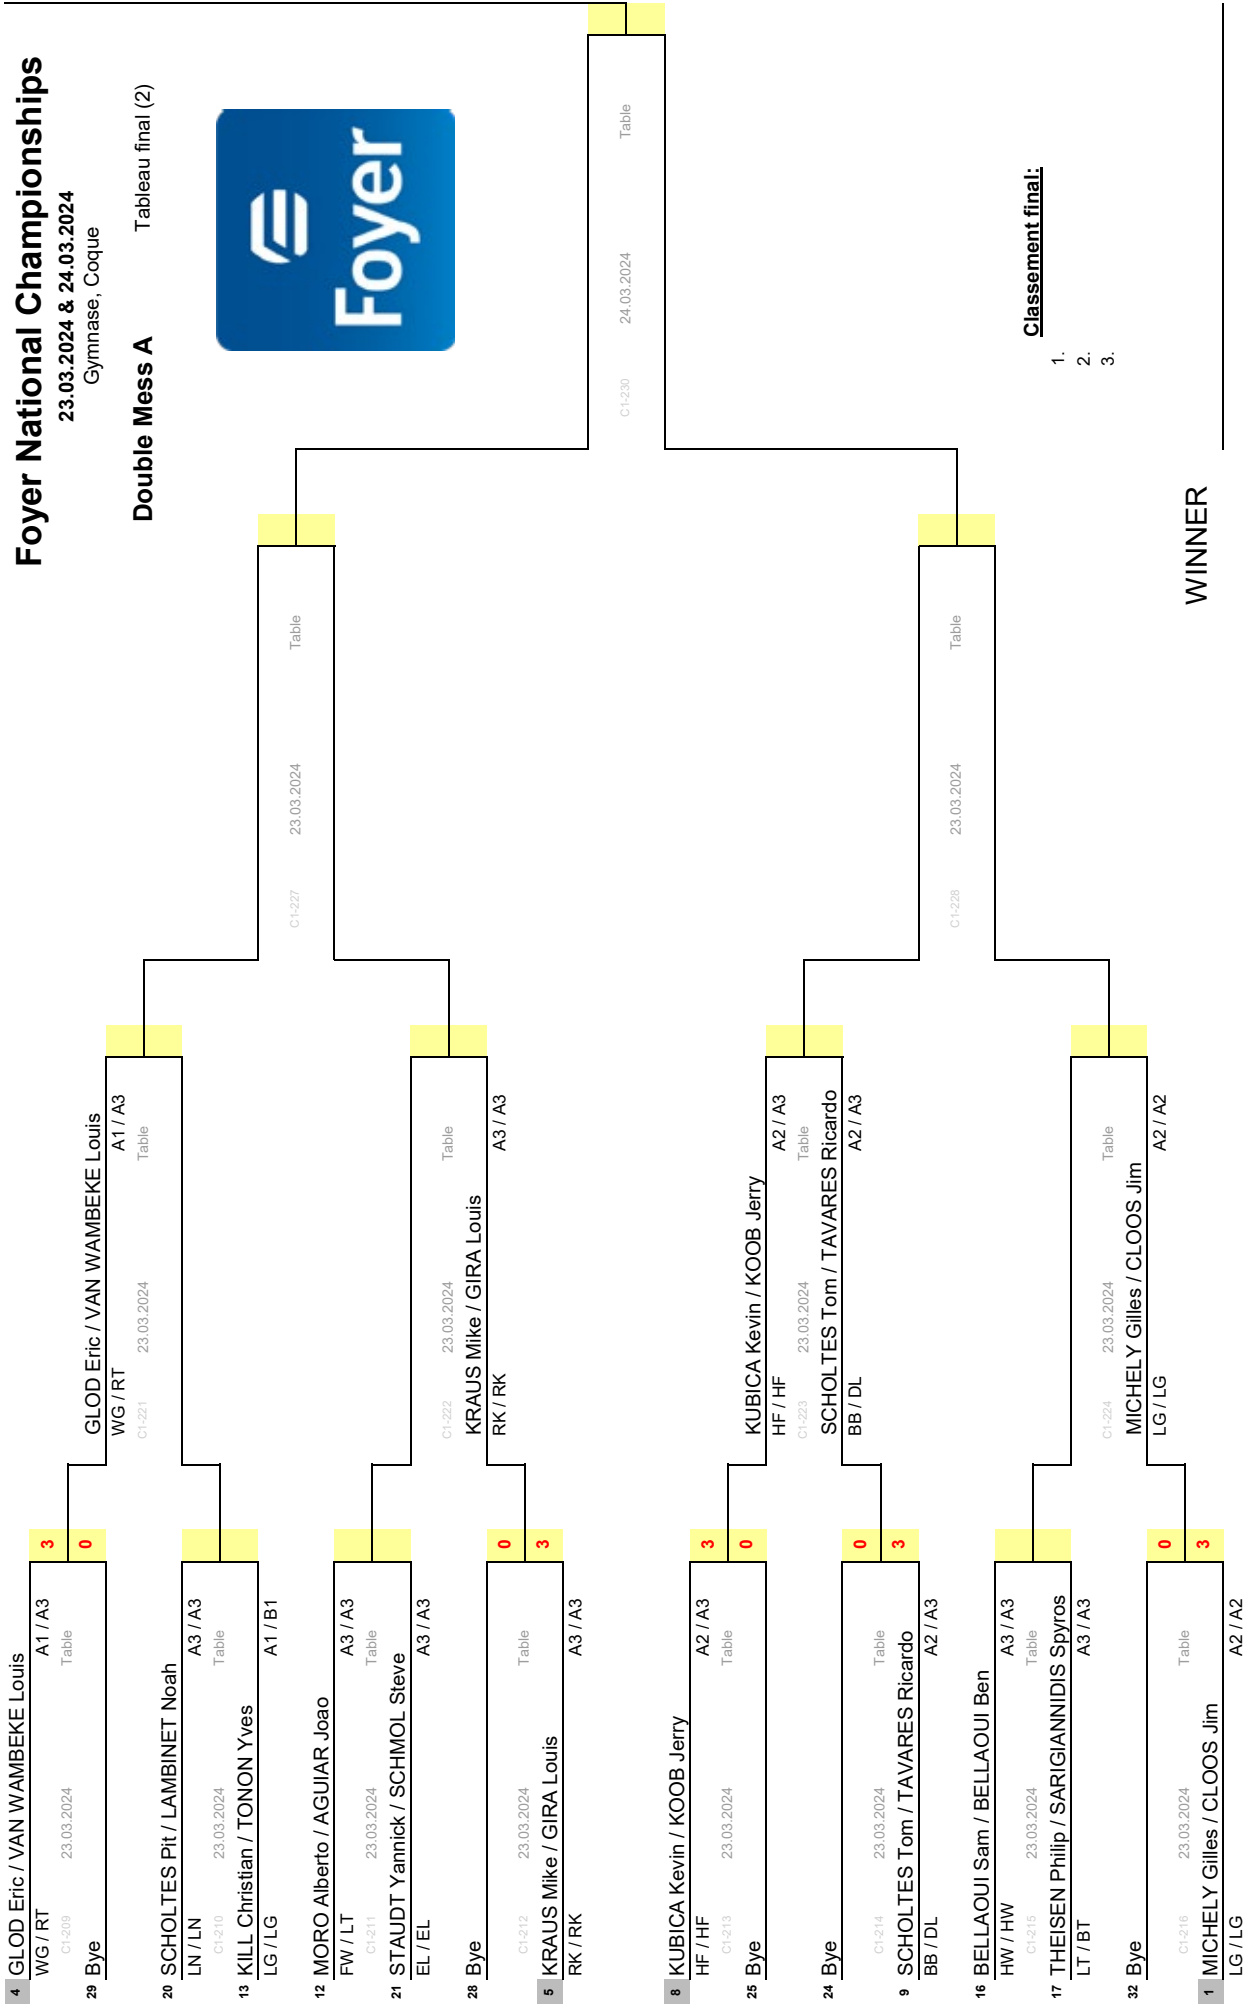 Foyer National Championships
23.03.2024 & 24.03.2024
Gymnase, Coque
Double Mess A
Tableau final (2)
Foyer
4
GLOD Eric / VAN WAMBEKE Louis
WG / RT
A1 / A3
3
C1-209
23.03.2024
Table
0
29
Bye
20
SCHOLTES Pit / LAMBINET Noah
LN / LN
A3 / A3
C1-210
23.03.2024
Table
13
KILL Christian / TONON Yves
LG / LG
A1 / B1
12
MORO Alberto / AGUIAR Joao
FW / LT
A3 / A3
C1-211
23.03.2024
Table
21
STAUDT Yannick / SCHMOL Steve
EL / EL
A3 / A3
28
Bye
0
C1-212
23.03.2024
Table
3
5
KRAUS Mike / GIRA Louis
RK / RK
A3 / A3
8
KUBICA Kevin / KOOB Jerry
HF / HF
A2 / A3
3
C1-213
23.03.2024
Table
0
25
Bye
24
Bye
0
C1-214
23.03.2024
Table
3
9
SCHOLTES Tom / TAVARES Ricardo
BB / DL
A2 / A3
16
BELLAOUI Sam / BELLAOUI Ben
HW / HW
A3 / A3
C1-215
23.03.2024
Table
17
THEISEN Philip / SARIGIANNIDIS Spyros
LT / BT
A3 / A3
32
Bye
0
C1-216
23.03.2024
Table
3
1
MICHELY Gilles / CLOOS Jim
LG / LG
A2 / A2
GLOD Eric / VAN WAMBEKE Louis
WG / RT
A1 / A3
C1-221
23.03.2024
Table
C1-222
23.03.2024
Table
KRAUS Mike / GIRA Louis
RK / RK
A3 / A3
KUBICA Kevin / KOOB Jerry
HF / HF
A2 / A3
C1-223
23.03.2024
Table
SCHOLTES Tom / TAVARES Ricardo
BB / DL
A2 / A3
C1-224
23.03.2024
Table
MICHELY Gilles / CLOOS Jim
LG / LG
A2 / A2
C1-227
23.03.2024
Table
C1-228
23.03.2024
Table
C1-230
24.03.2024
Table
Classement final:
1.
2.
3.
WINNER